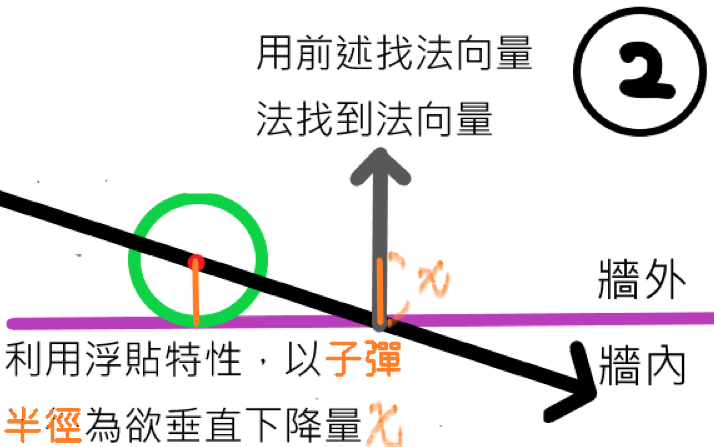 用前述找法向量
法找到法向量
2
x
牆外
利用浮貼特性，以子彈
牆內
半徑為欲垂直下降量x